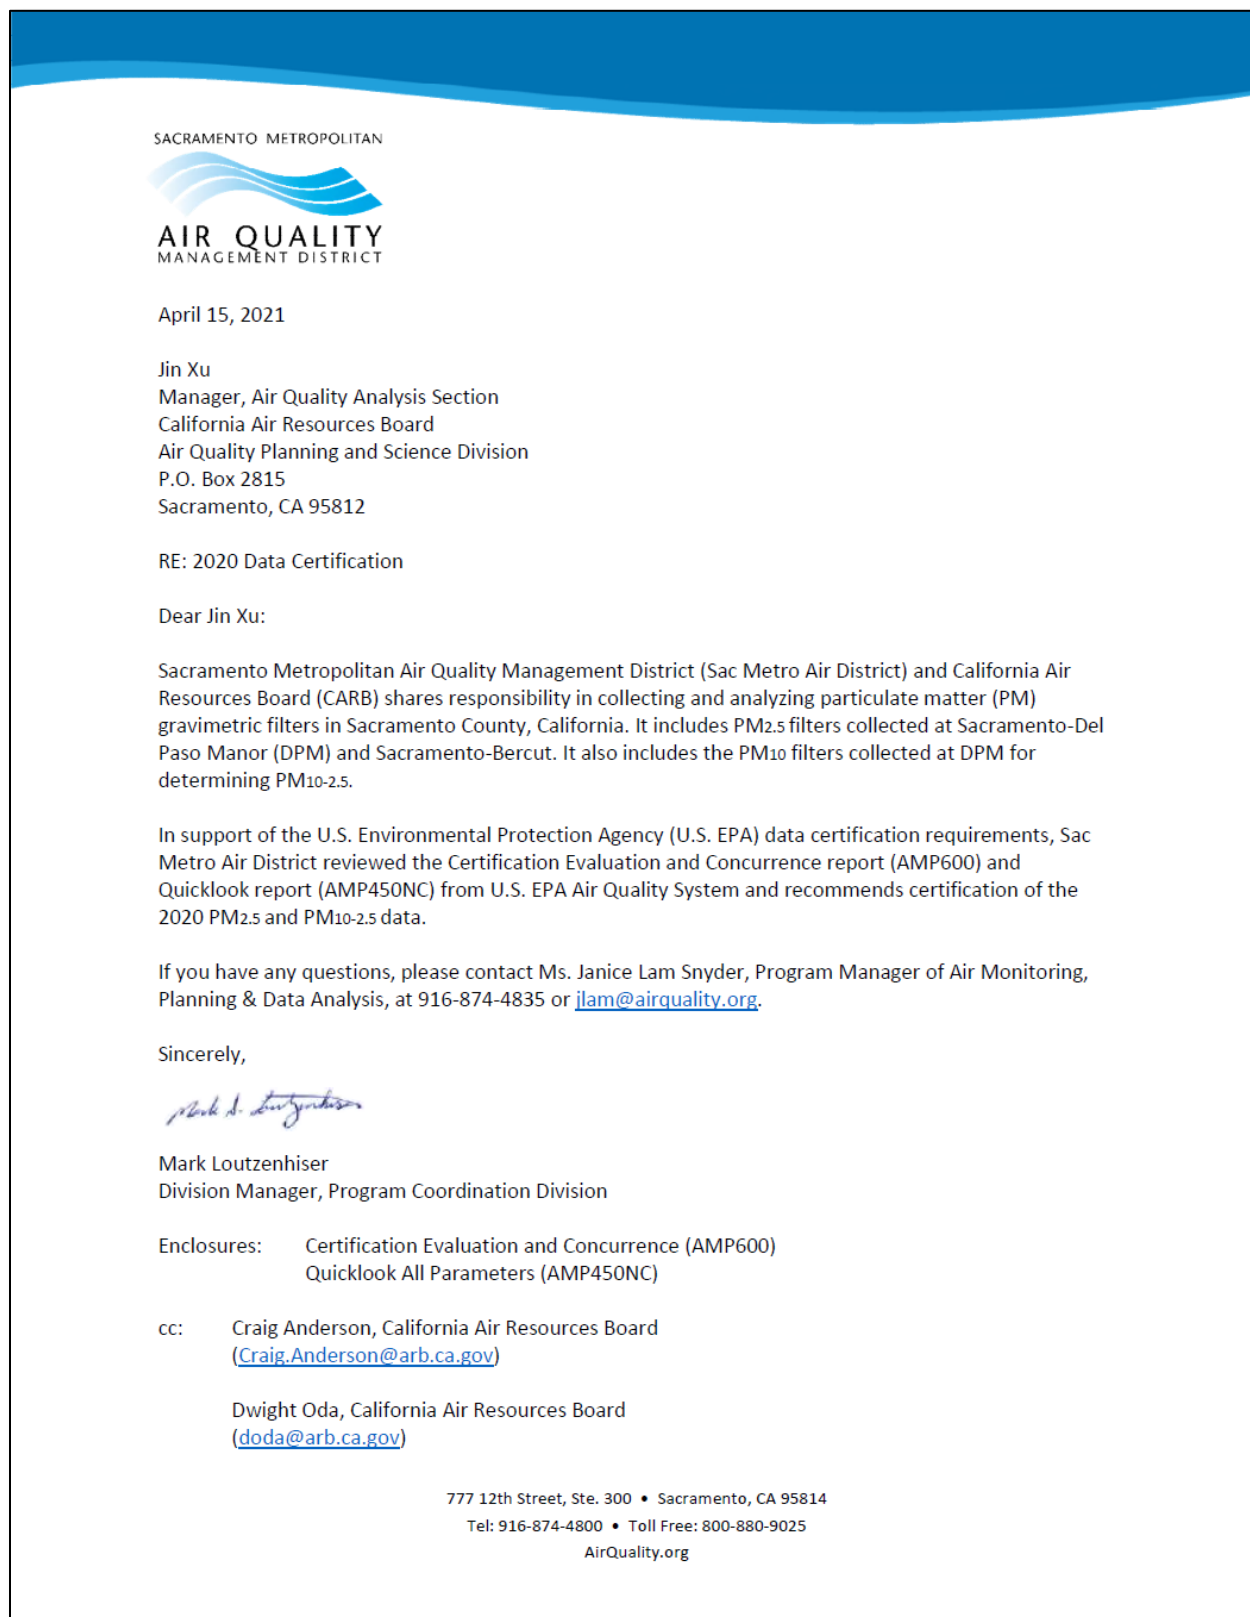 SACRAMENTO METROPOLITAN
AIR QUALITY
MANAGEMENT DISTRICT
April 15, 2021
Jin Xu
Manager, Air Quality Analysis Section
California Air Resources Board
Air Quality Planning and Science Division
P.O. Box 2815
Sacramento, CA 95812
RE: 2020 Data Certification
Dear Jin Xu:
Sacramento Metropolitan Air Quality Management District (Sac Metro Air District) and California Air
Resources Board (CARB) shares responsibility in collecting and analyzing particulate matter (PM)
gravimetric filters in Sacramento County, California. It includes PM2.5 filters collected at Sacramento-Del
Paso Manor (DPM) and Sacramento-Bercut. It also includes the PM10 filters collected at DPM for
determining PM10-2.5.
In support of the U.S. Environmental Protection Agency (U.S. EPA) data certification requirements, Sac
Metro Air District reviewed the Certification Evaluation and Concurrence report (AMP600) and
Quicklook report (AMP450NC) from U.S. EPA Air Quality System and recommends certification of the
2020 PM2.5 and PM10-2.5 data.
If you have any questions, please contact Ms. Janice Lam Snyder, Program Manager of Air Monitoring,
Planning & Data Analysis, at 916-874-4835 or jlam@airquality.org.
Sincerely,
Mark S. Loutzenhiser
Mark Loutzenhiser
Division Manager, Program Coordination Division
Enclosures: Certification Evaluation and Concurrence (AMP600)
Quicklook All Parameters (AMP450NC)
cc: Craig Anderson, California Air Resources Board
(Craig.Anderson@arb.ca.gov)
Dwight Oda, California Air Resources Board
(doda@arb.ca.gov)
777 12th Street, Ste. 300 • Sacramento, CA 95814
Tel: 916-874-4800 • Toll Free: 800-880-9025
AirQuality.org